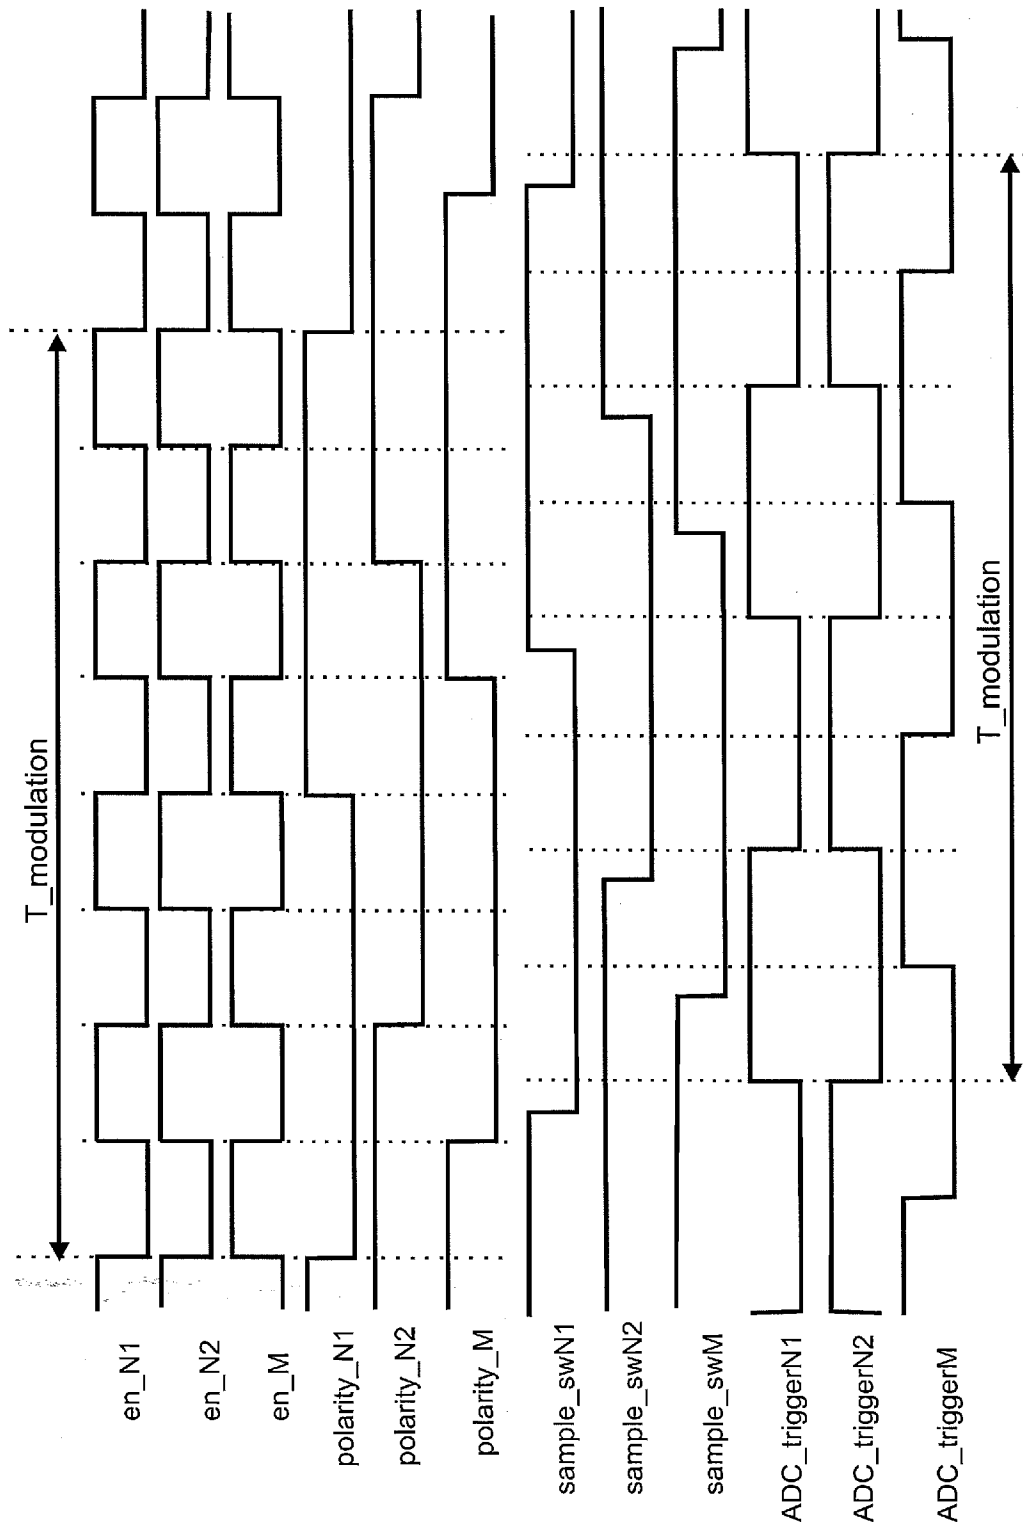 T_modulation
en_N1
en_N2
en_M
polarity_N1
polarity_N2
polarity_M
sample_swN1
sample_swN2
sample_swM
ADC_triggerN1
ADC_triggerN2
ADC_triggerM
T_modulation